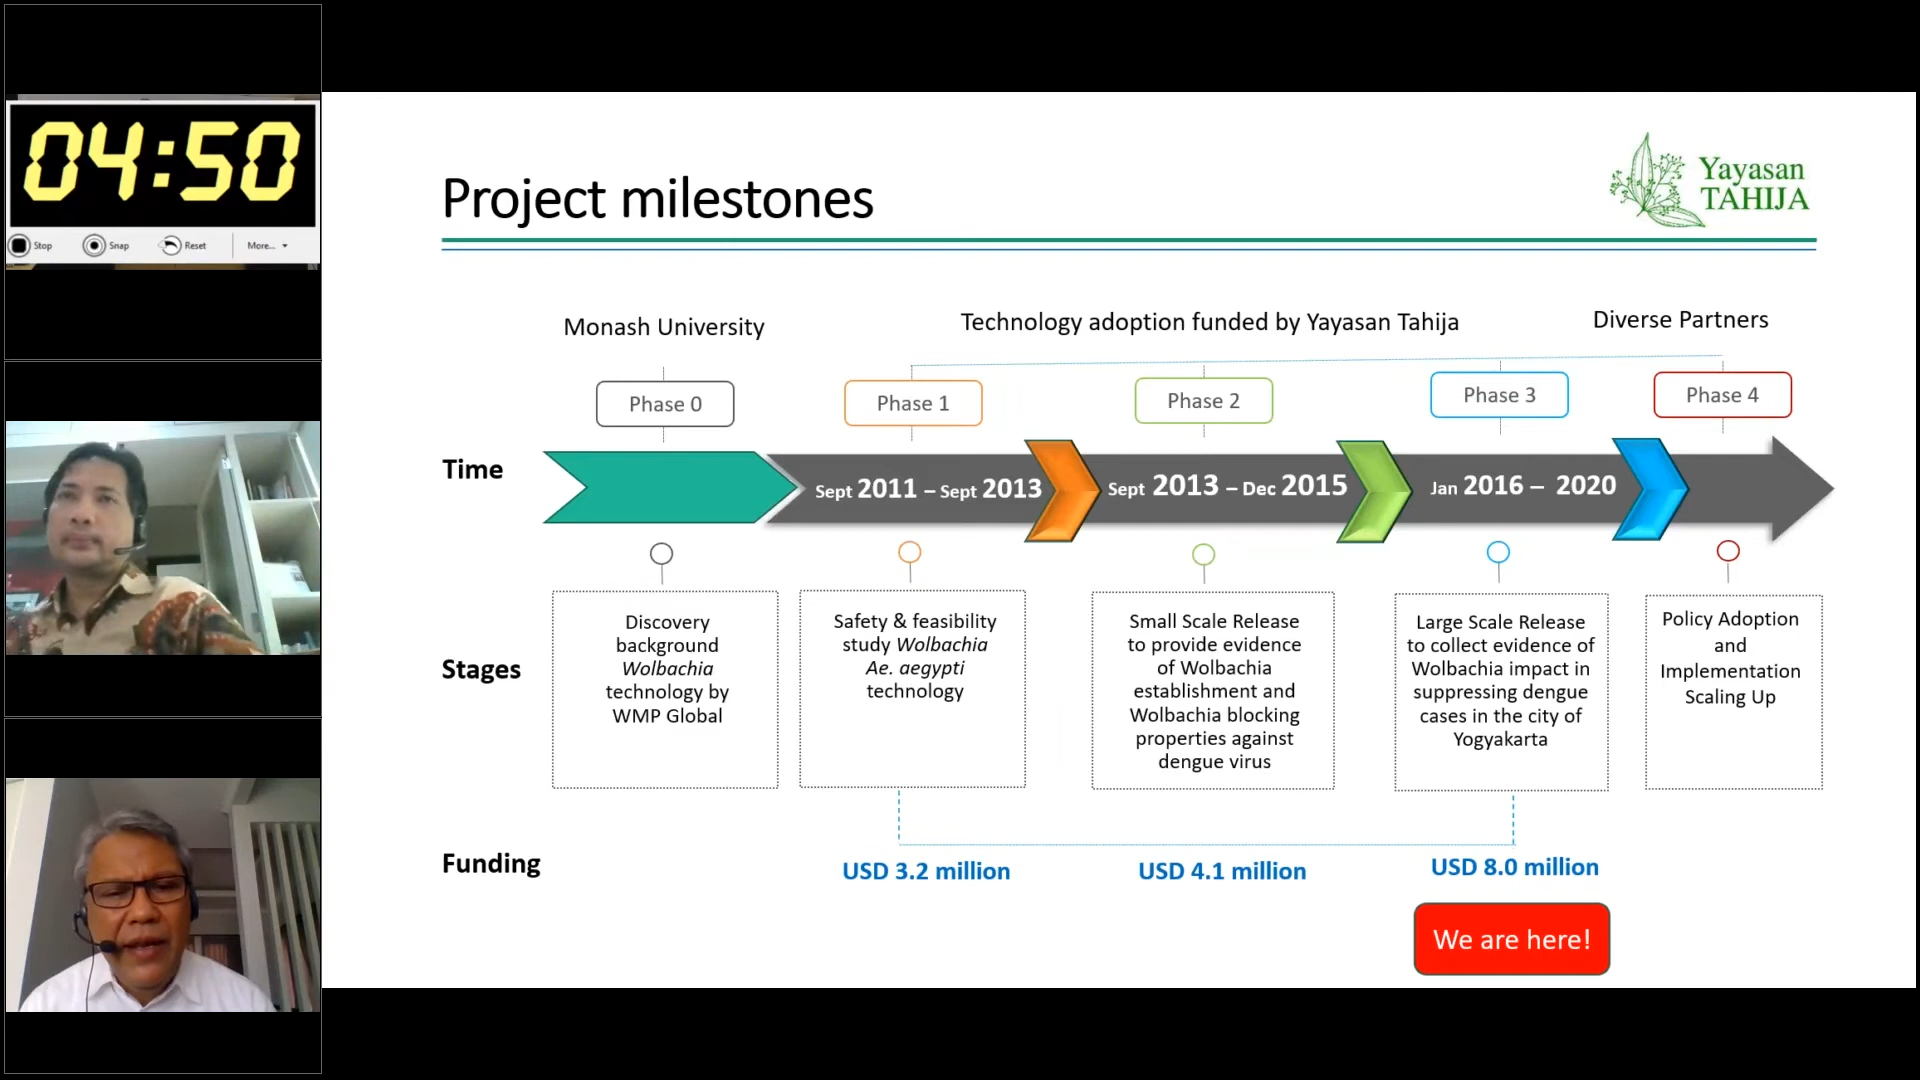 04:50
Stop Snap Reset More...
Project milestones
Yayasan
TAHIJA
Monash University
Technology adoption funded by Yayasan Tahija
Diverse Partners
Phase 0
Phase 1
Phase 2
Phase 3
Phase 4
Time
Sept 2011 – Sept 2013
Sept 2013 – Dec 2015
Jan 2016 – 2020
Stages
Discovery
background
Wolbachia
technology by
WMP Global
Safety & feasibility
study Wolbachia
Ae. aegypti
technology
Small Scale Release
to provide evidence
of Wolbachia
establishment and
Wolbachia blocking
properties against
dengue virus
Large Scale Release
to collect evidence of
Wolbachia impact in
suppressing dengue
cases in the city of
Yogyakarta
Policy Adoption
and
Implementation
Scaling Up
Funding
USD 3.2 million
USD 4.1 million
USD 8.0 million
We are here!